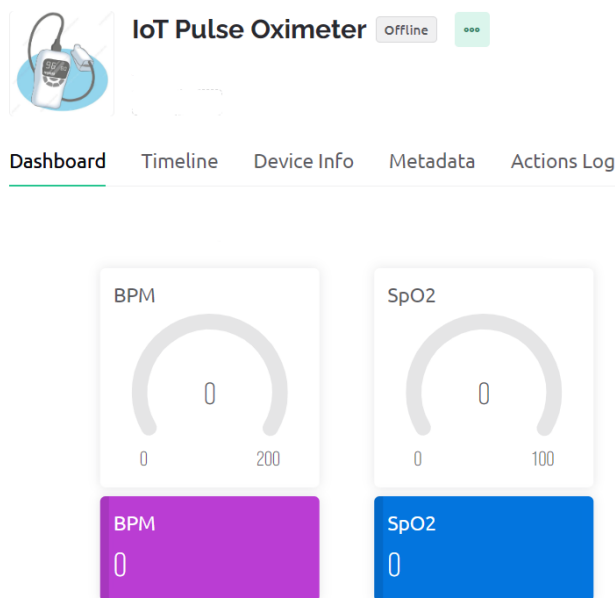 IoT Pulse Oximeter Offline
Dashboard Timeline Device Info Metadata Actions Log
BPM SpO2
0 0
0 200 0 100
BPM SpO2
0 0